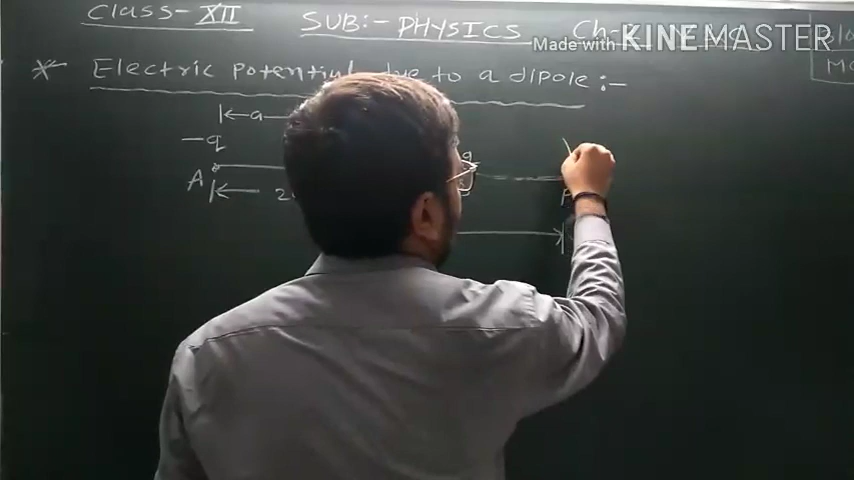 Class-XII SUB:- PHYSICS Ch-
Made with KINEMASTER
* Electric potential due to a dipole :-
a
-q
q
A
2
P